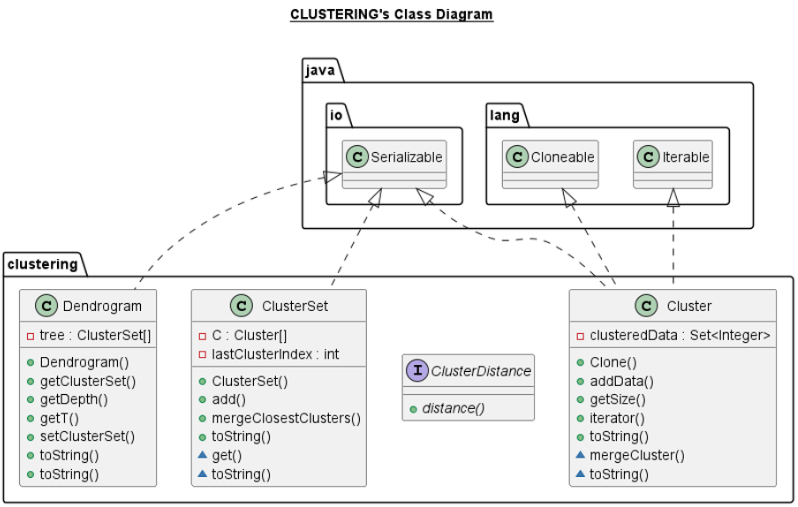 CLUSTERING's Class Diagram
java
io
lang
C Serializable
C Cloneable
C Iterable
clustering
C Dendrogram
tree : ClusterSet[]
Dendrogram()
getClusterSet()
getDepth()
getT()
setClusterSet()
toString()
toString()
C ClusterSet
C : Cluster[]
lastClusterIndex : int
ClusterSet()
add()
mergeClosestClusters()
toString()
get()
toString()
I ClusterDistance
distance()
C Cluster
clusteredData : Set<Integer>
Clone()
addData()
getSize()
iterator()
toString()
mergeCluster()
toString()